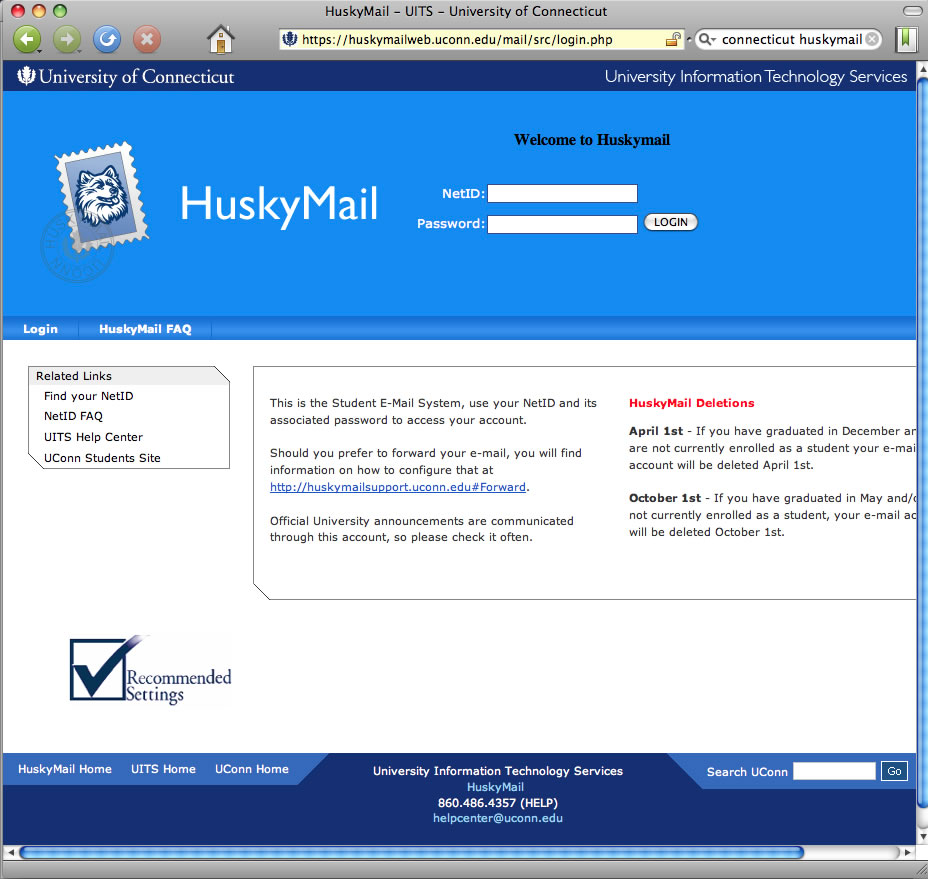 HuskyMail – UITS – University of Connecticut
https://huskymailweb.uconn.edu/mail/src/login.php
connecticut huskymail
University of Connecticut
University Information Technology Services
Welcome to Huskymail
HuskyMail
NetID:
Password:
LOGIN
Login
HuskyMail FAQ
Related Links
Find your NetID
NetID FAQ
UITS Help Center
UConn Students Site
This is the Student E-Mail System, use your NetID and its
associated password to access your account.
Should you prefer to forward your e-mail, you will find
information on how to configure that at
http://huskymailsupport.uconn.edu#Forward.
Official University announcements are communicated
through this account, so please check it often.
HuskyMail Deletions
April 1st - If you have graduated in December
are not currently enrolled as a student your
account will be deleted April 1st.
October 1st - If you have graduated in May
not currently enrolled as a student, your e-mail
will be deleted October 1st.
Recommended
Settings
HuskyMail Home
UITS Home
UConn Home
University Information Technology Services
HuskyMail
860.486.4357 (HELP)
helpcenter@uconn.edu
Search UConn
Go